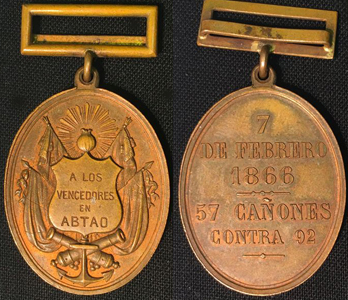 A LOS
VENCEDORES
EN
ABTAO
7
DE FEBRERO
1866
57 CAÑONES
CONTRA 92